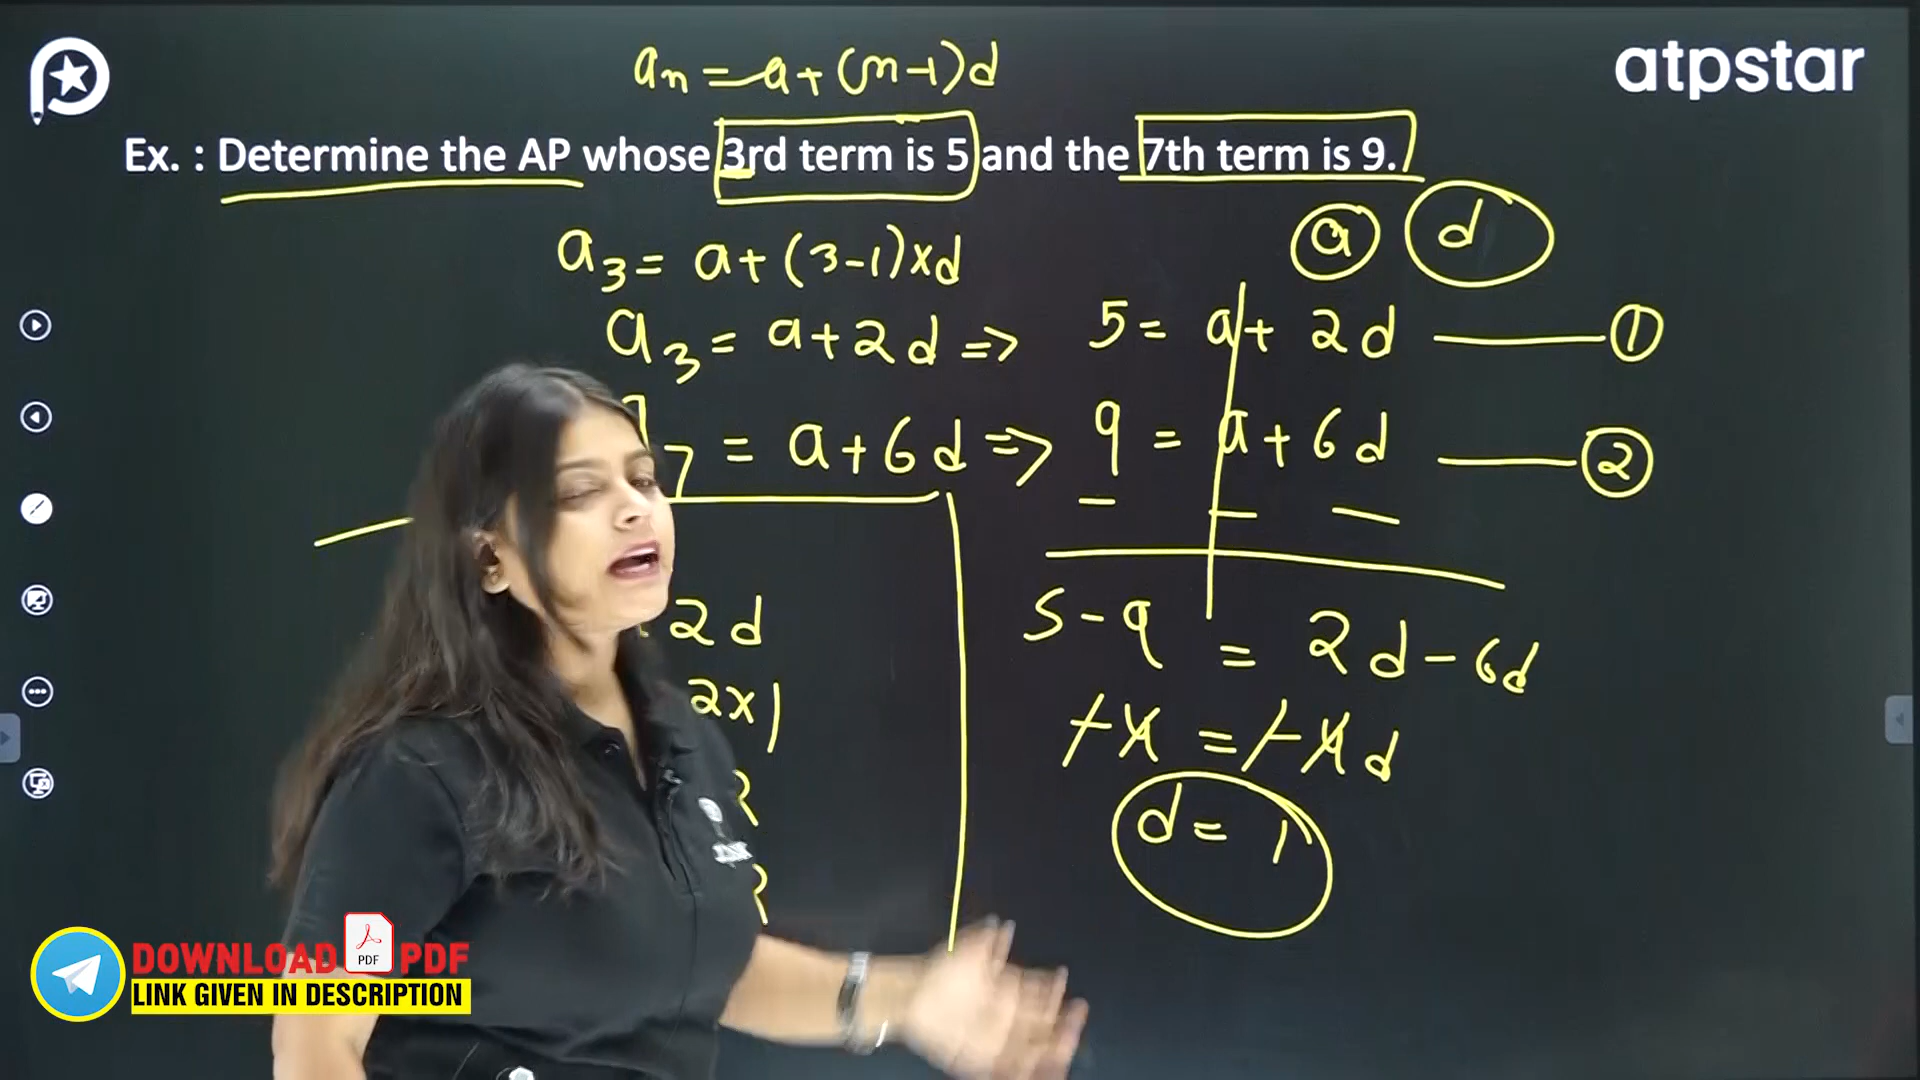 atpstar
an = a + (n-1)d
Ex. : Determine the AP whose 3rd term is 5 and the 7th term is 9.
a d
a3 = a + (3-1)xd
a3 = a + 2d => 5 = a + 2d — 1
7 = a + 6d => 9 = a + 6d — 2
- - -
5 - 9 = 2d - 6d
-4 = -4d
d = 1
2d
2x1
DOWNLOAD PDF PDF
LINK GIVEN IN DESCRIPTION